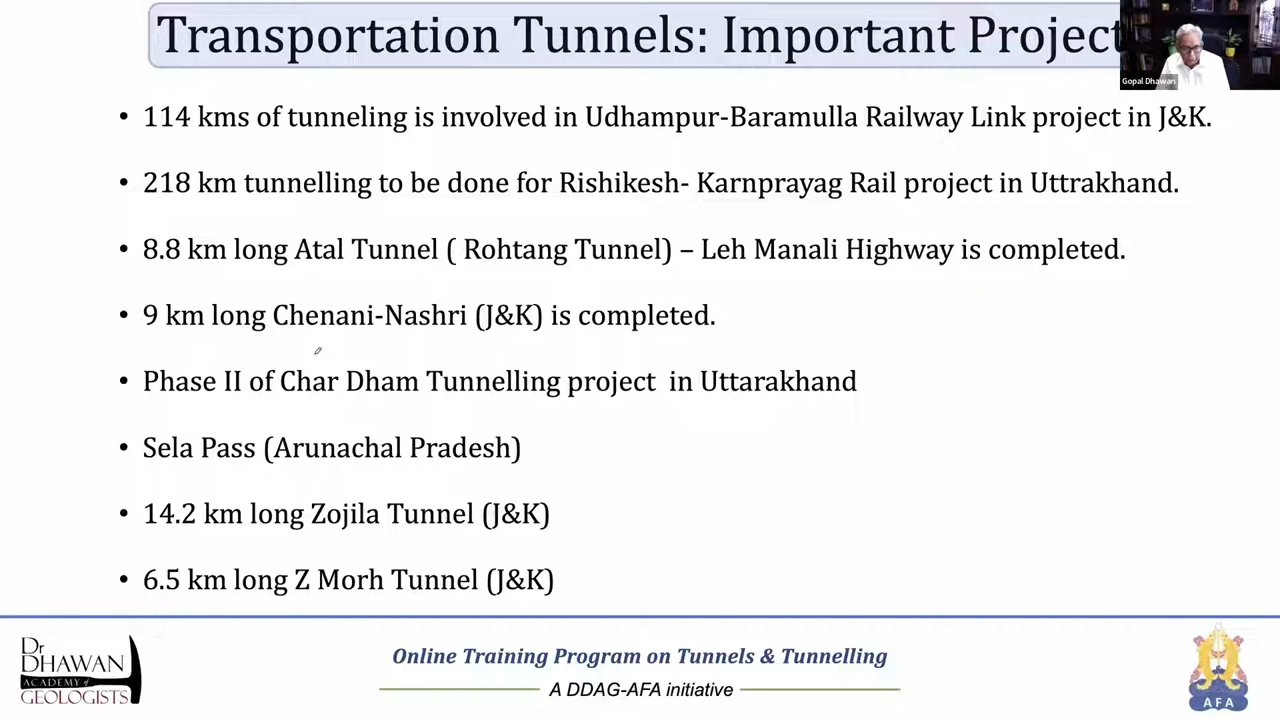 Transportation Tunnels: Important Project
Gopal Dhawan
• 114 kms of tunneling is involved in Udhampur-Baramulla Railway Link project in J&K.
• 218 km tunnelling to be done for Rishikesh- Karnprayag Rail project in Uttrakhand.
• 8.8 km long Atal Tunnel ( Rohtang Tunnel) – Leh Manali Highway is completed.
• 9 km long Chenani-Nashri (J&K) is completed.
• Phase II of Char Dham Tunnelling project in Uttarakhand
• Sela Pass (Arunachal Pradesh)
• 14.2 km long Zojila Tunnel (J&K)
• 6.5 km long Z Morh Tunnel (J&K)
Dr
DHAWAN
ACADEMY of
GEOLOGISTS
Online Training Program on Tunnels & Tunnelling
A DDAG-AFA initiative
AFA